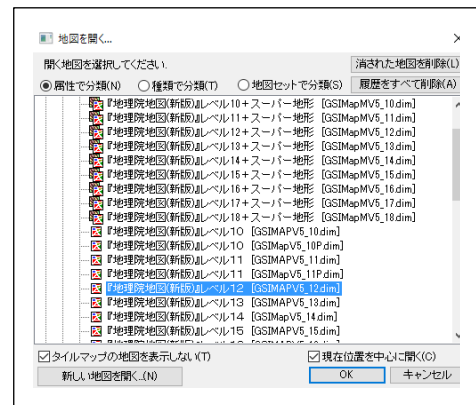 地図を開く...
開く地図を選択してください.
消された地図を削除(L)
◉属性で分類(N) ○種類で分類(T) ○地図セットで分類(S) 履歴をすべて削除(A)
『地理院地図(新版)』レベル10+スーパー地形 [GSIMapMV5_10.dim]
『地理院地図(新版)』レベル11+スーパー地形 [GSIMapMV5_11.dim]
『地理院地図(新版)』レベル12+スーパー地形 [GSIMapMV5_12.dim]
『地理院地図(新版)』レベル13+スーパー地形 [GSIMapMV5_13.dim]
『地理院地図(新版)』レベル14+スーパー地形 [GSIMapMV5_14.dim]
『地理院地図(新版)』レベル15+スーパー地形 [GSIMapMV5_15.dim]
『地理院地図(新版)』レベル16+スーパー地形 [GSIMapMV5_16.dim]
『地理院地図(新版)』レベル17+スーパー地形 [GSIMapMV5_17.dim]
『地理院地図(新版)』レベル18+スーパー地形 [GSIMapMV5_18.dim]
『地理院地図(新版)』レベル10 [GSIMAPV5_10.dim]
『地理院地図(新版)』レベル10 [GSIMapV5_10P.dim]
『地理院地図(新版)』レベル11 [GSIMAPV5_11.dim]
『地理院地図(新版)』レベル11 [GSIMapV5_11P.dim]
『地理院地図(新版)』レベル12 [GSIMAPV5_12.dim]
『地理院地図(新版)』レベル13 [GSIMAPV5_13.dim]
『地理院地図(新版)』レベル14 [GSIMapV5_14.dim]
『地理院地図(新版)』レベル15 [GSIMAPV5_15.dim]
☑タイルマップの地図を表示しない(T) ☑現在位置を中心に開く(C)
新しい地図を開く...(N) OK キャンセル